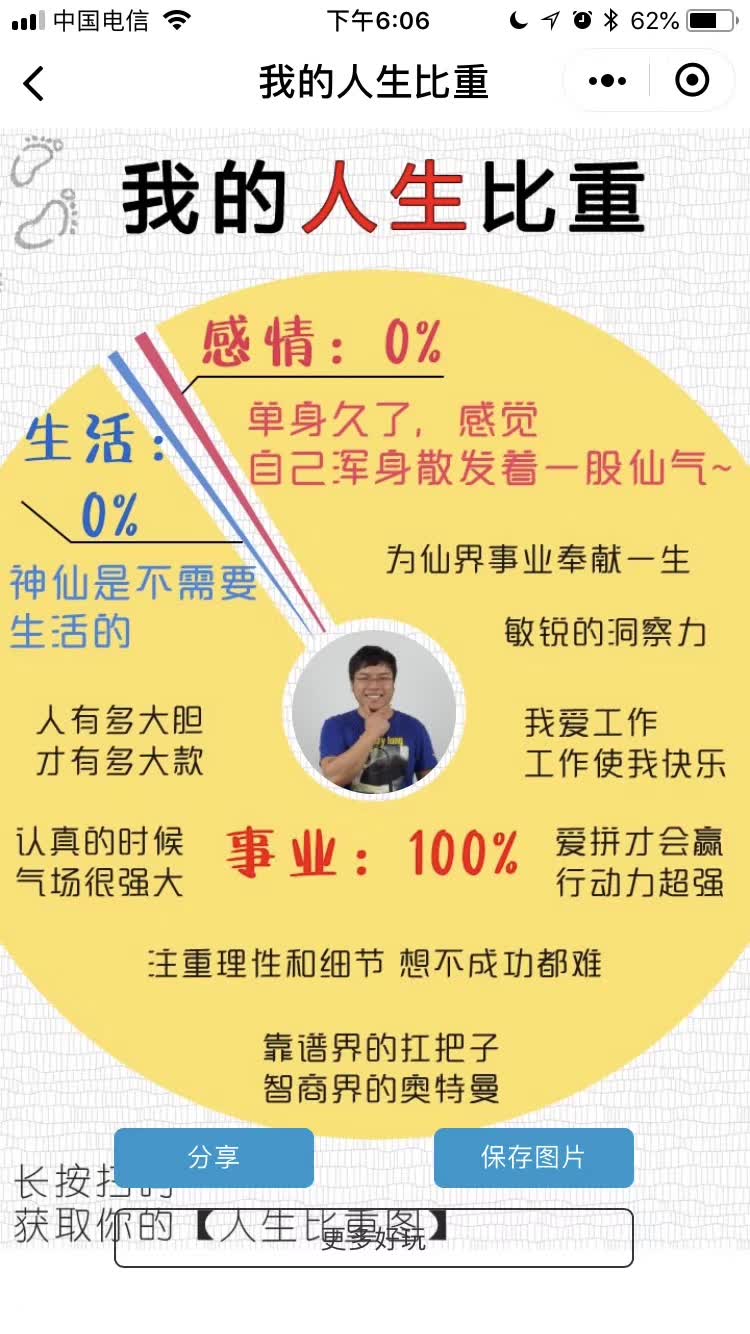 中国电信 下午6:06 62%
我的人生比重
我的人生比重
感情：0%
单身久了，感觉
自己浑身散发着一股仙气~
生活：
0%
神仙是不需要
生活的
为仙界事业奉献一生
敏锐的洞察力
人有多大胆
才有多大款
我爱工作
工作使我快乐
认真的时候
气场很强大
事业：100%
爱拼才会赢
行动力超强
注重理性和细节 想不成功都难
靠谱界的扛把子
智商界的奥特曼
分享 保存图片
长按扫
获取你的【人生比重图】
更多好玩